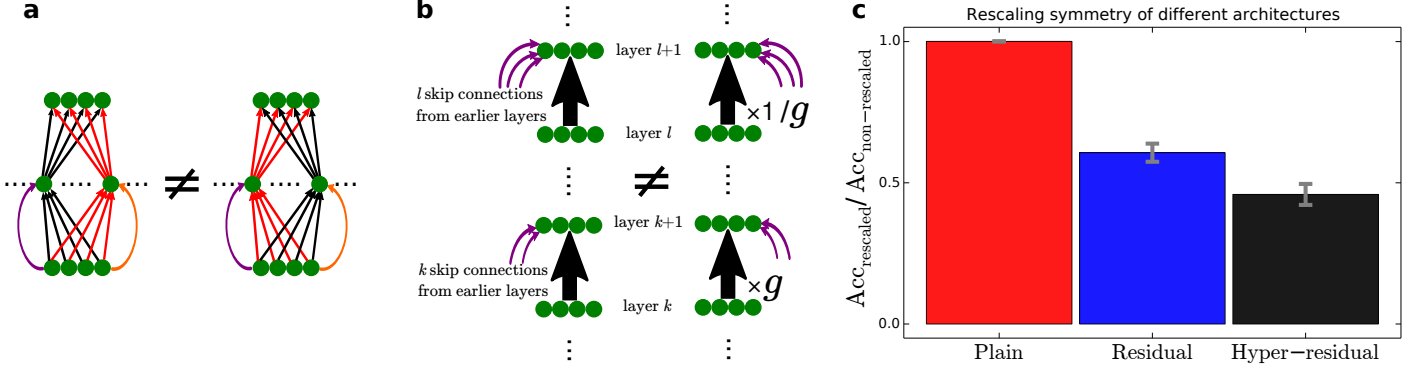 a
≠
b
⋮ ⋮
layer l+1
l skip connections
from earlier layers
×1/g
layer l
⋮ ≠ ⋮
layer k+1
k skip connections
from earlier layers
×g
layer k
⋮ ⋮
c
Rescaling symmetry of different architectures
Acc_rescaled / Acc_non−rescaled
1.0
0.5
0.0
Plain Residual Hyper−residual